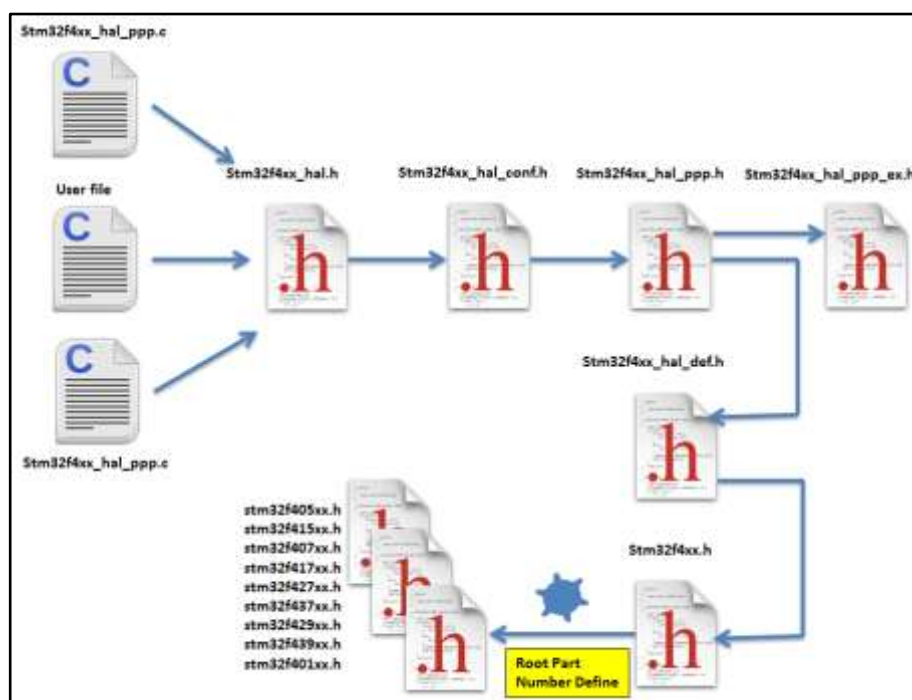 Stm32f4xx_hal_ppp.c
C
User file
C
C
Stm32f4xx_hal_ppp.c
Stm32f4xx_hal.h
.h
Stm32f4xx_hal_conf.h
.h
Stm32f4xx_hal_ppp.h
.h
Stm32f4xx_hal_ppp_ex.h
.h
Stm32f4xx_hal_def.h
.h
Stm32f4xx.h
.h
Root Part
Number Define
stm32f405xx.h
stm32f415xx.h
stm32f407xx.h
stm32f417xx.h
stm32f427xx.h
stm32f437xx.h
stm32f429xx.h
stm32f439xx.h
stm32f401xx.h
.h